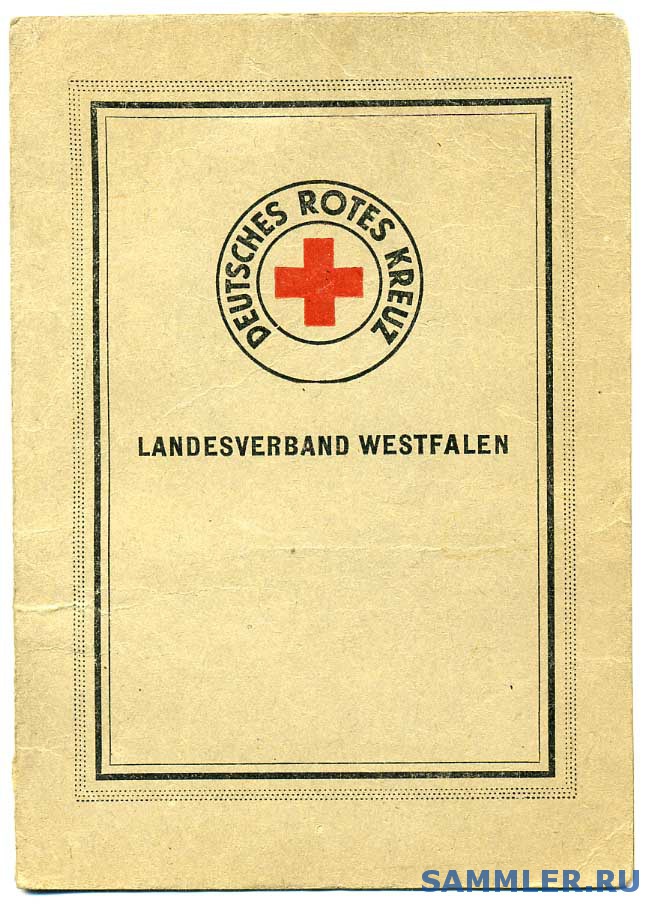 DEUTSCHES ROTES KREUZ
LANDESVERBAND WESTFALEN
SAMMLER.RU